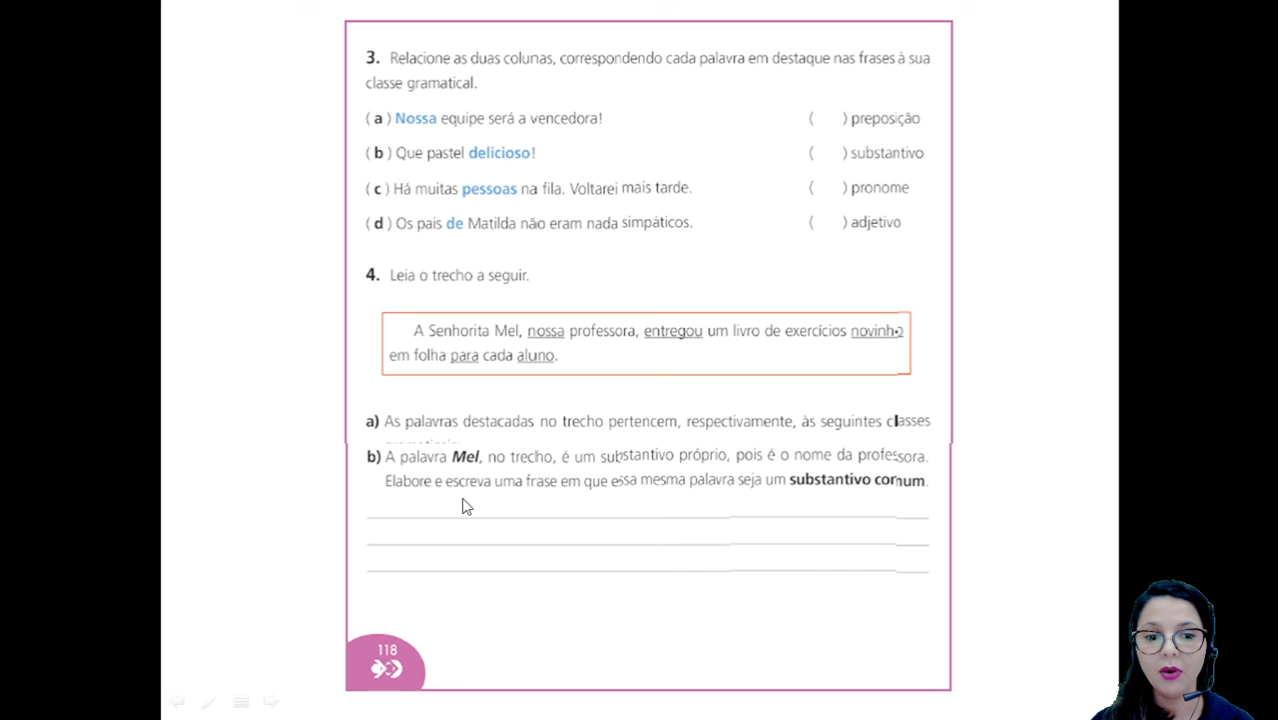 3. Relacione as duas colunas, correspondendo cada palavra em destaque nas frases à sua
classe gramatical.
( a ) Nossa equipe será a vencedora! ( ) preposição
( b ) Que pastel delicioso! ( ) substantivo
( c ) Há muitas pessoas na fila. Voltarei mais tarde. ( ) pronome
( d ) Os pais de Matilda não eram nada simpáticos. ( ) adjetivo
4. Leia o trecho a seguir.
A Senhorita Mel, nossa professora, entregou um livro de exercícios novinho
em folha para cada aluno.
a) As palavras destacadas no trecho pertencem, respectivamente, às seguintes classes
b) A palavra Mel, no trecho, é um substantivo próprio, pois é o nome da professora.
Elabore e escreva uma frase em que essa mesma palavra seja um substantivo comum.
118